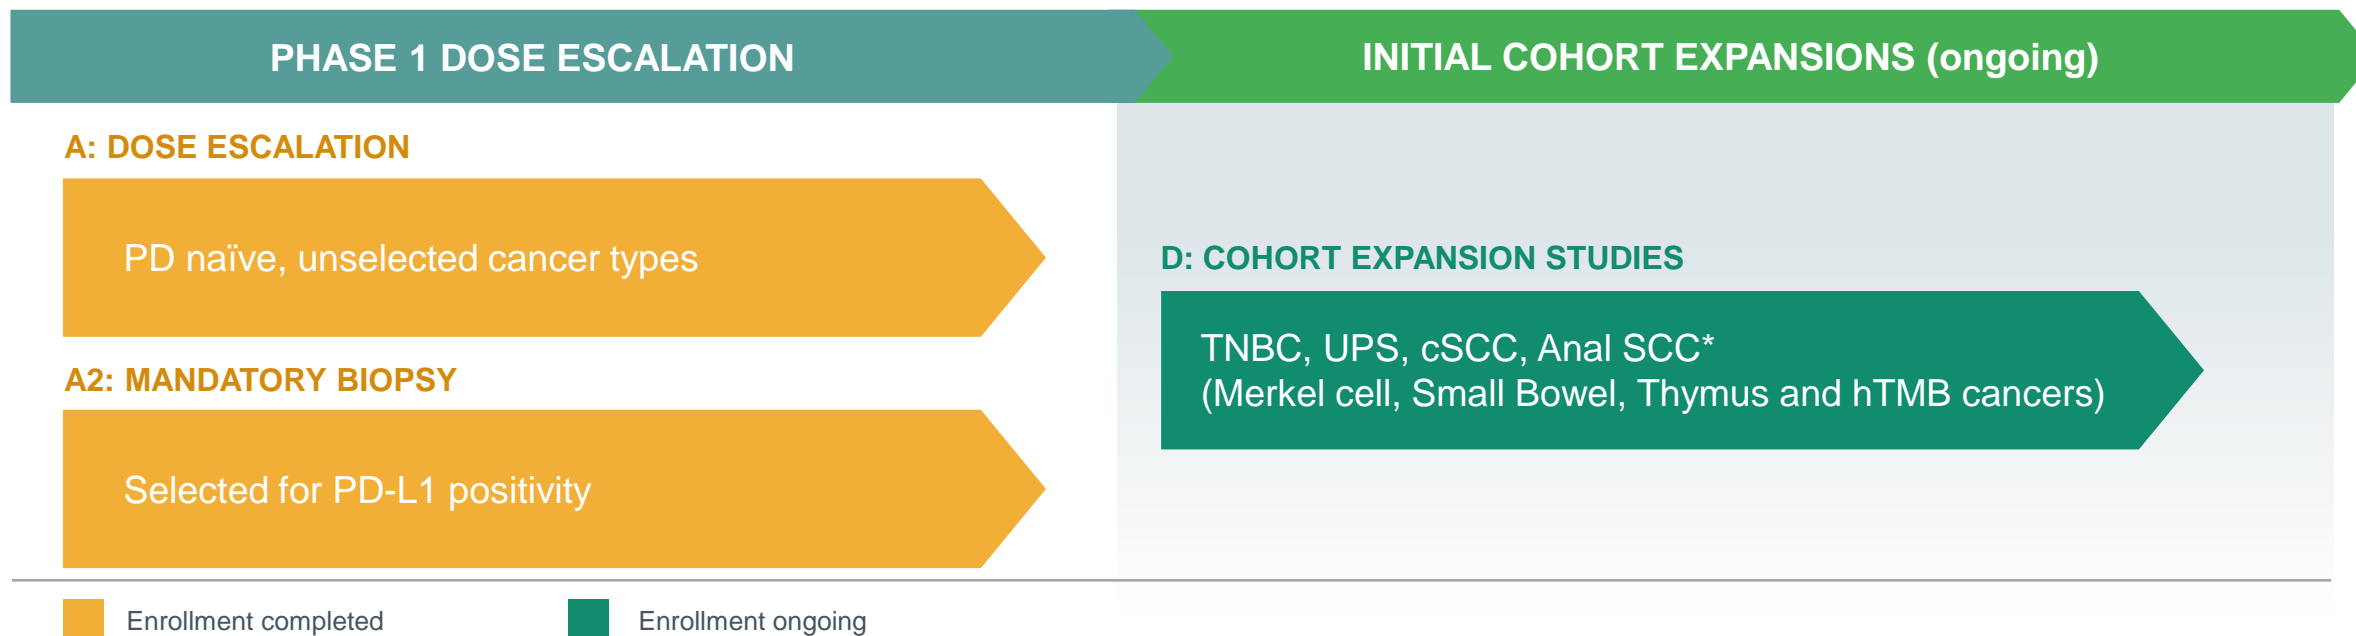 PHASE 1 DOSE ESCALATION
INITIAL COHORT EXPANSIONS (ongoing)
A: DOSE ESCALATION
PD naïve, unselected cancer types
A2: MANDATORY BIOPSY
Selected for PD-L1 positivity
D: COHORT EXPANSION STUDIES
TNBC, UPS, cSCC, Anal SCC*
(Merkel cell, Small Bowel, Thymus and hTMB cancers)
Enrollment completed
Enrollment ongoing